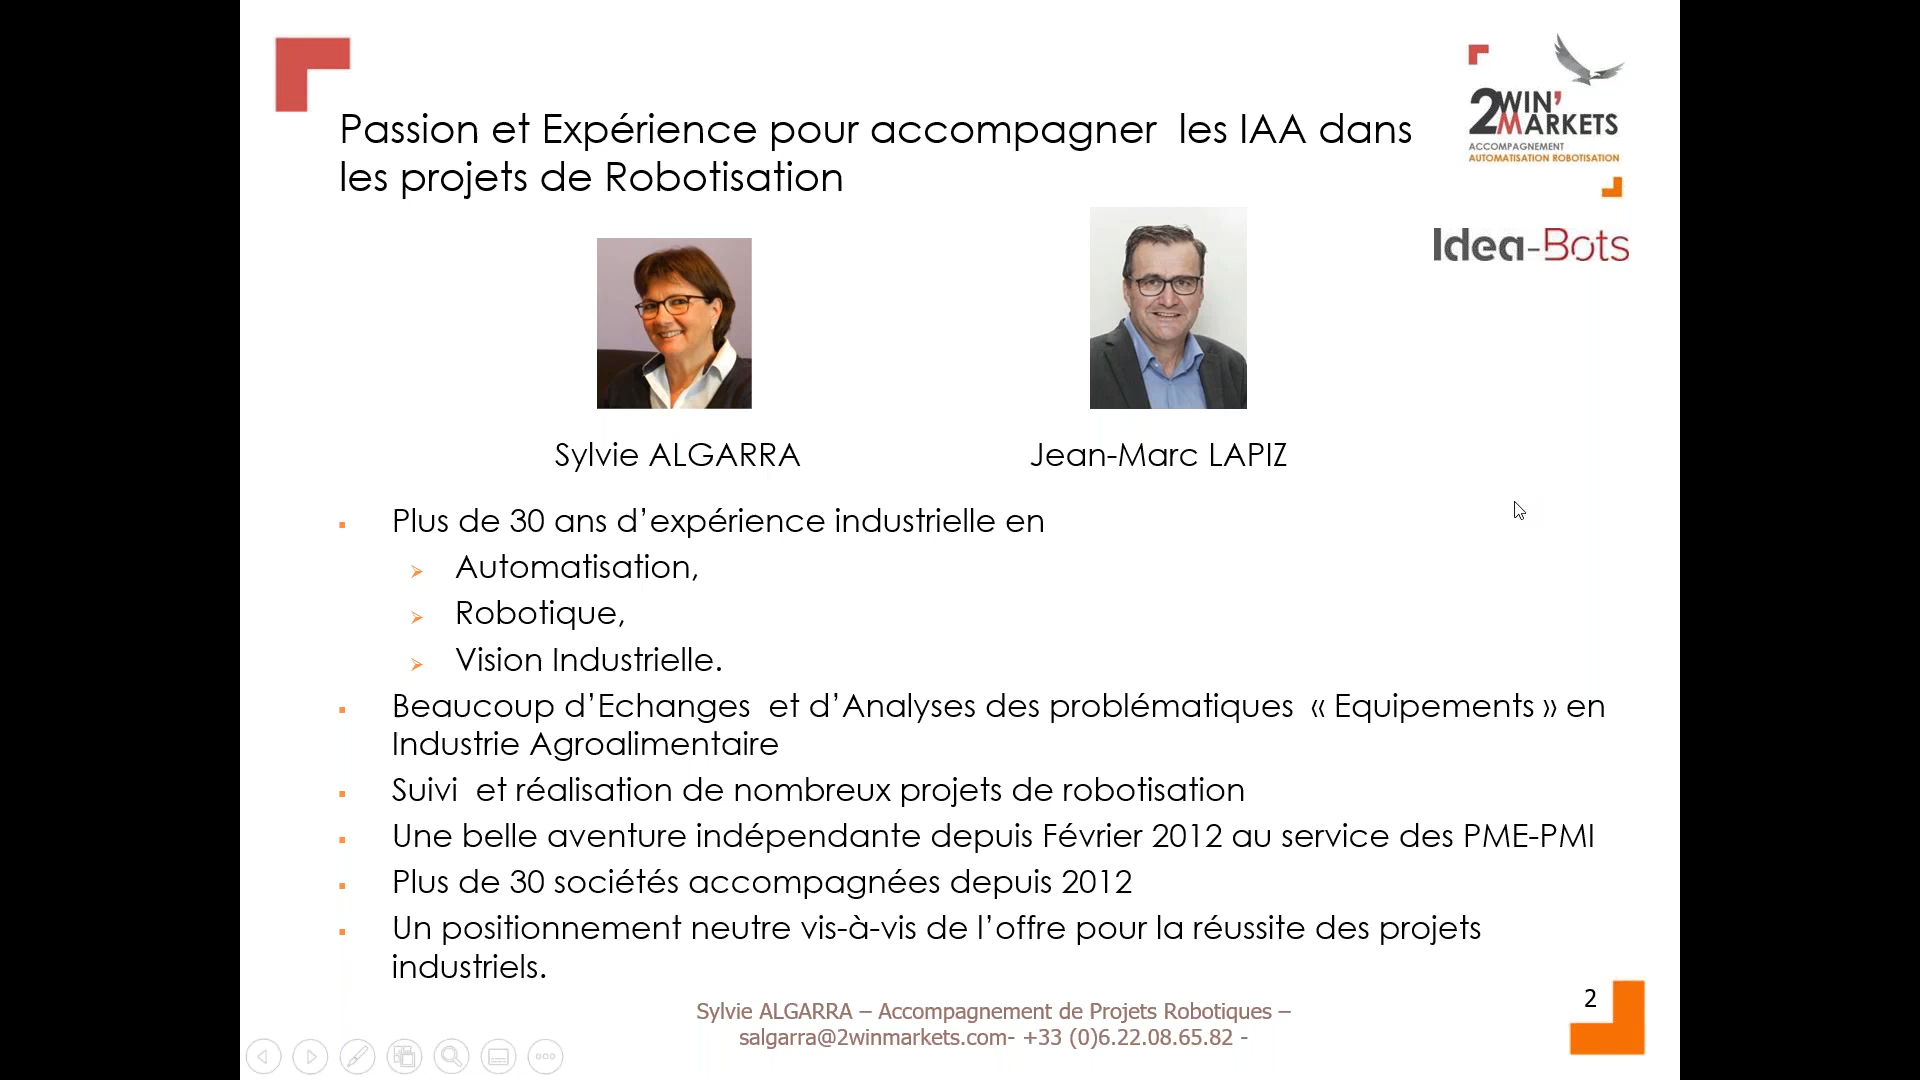 Passion et Expérience pour accompagner  les IAA dans
les projets de Robotisation
2WIN'
MARKETS
ACCOMPAGNEMENT
AUTOMATISATION ROBOTISATION
Idea-Bots
Sylvie ALGARRA
Jean-Marc LAPIZ
▪ Plus de 30 ans d’expérience industrielle en
➢ Automatisation,
➢ Robotique,
➢ Vision Industrielle.
▪ Beaucoup d’Echanges  et d’Analyses des problématiques  « Equipements » en
Industrie Agroalimentaire
▪ Suivi  et réalisation de nombreux projets de robotisation
▪ Une belle aventure indépendante depuis Février 2012 au service des PME-PMI
▪ Plus de 30 sociétés accompagnées depuis 2012
▪ Un positionnement neutre vis-à-vis de l’offre pour la réussite des projets
industriels.
Sylvie ALGARRA – Accompagnement de Projets Robotiques –
salgarra@2winmarkets.com- +33 (0)6.22.08.65.82 -
2